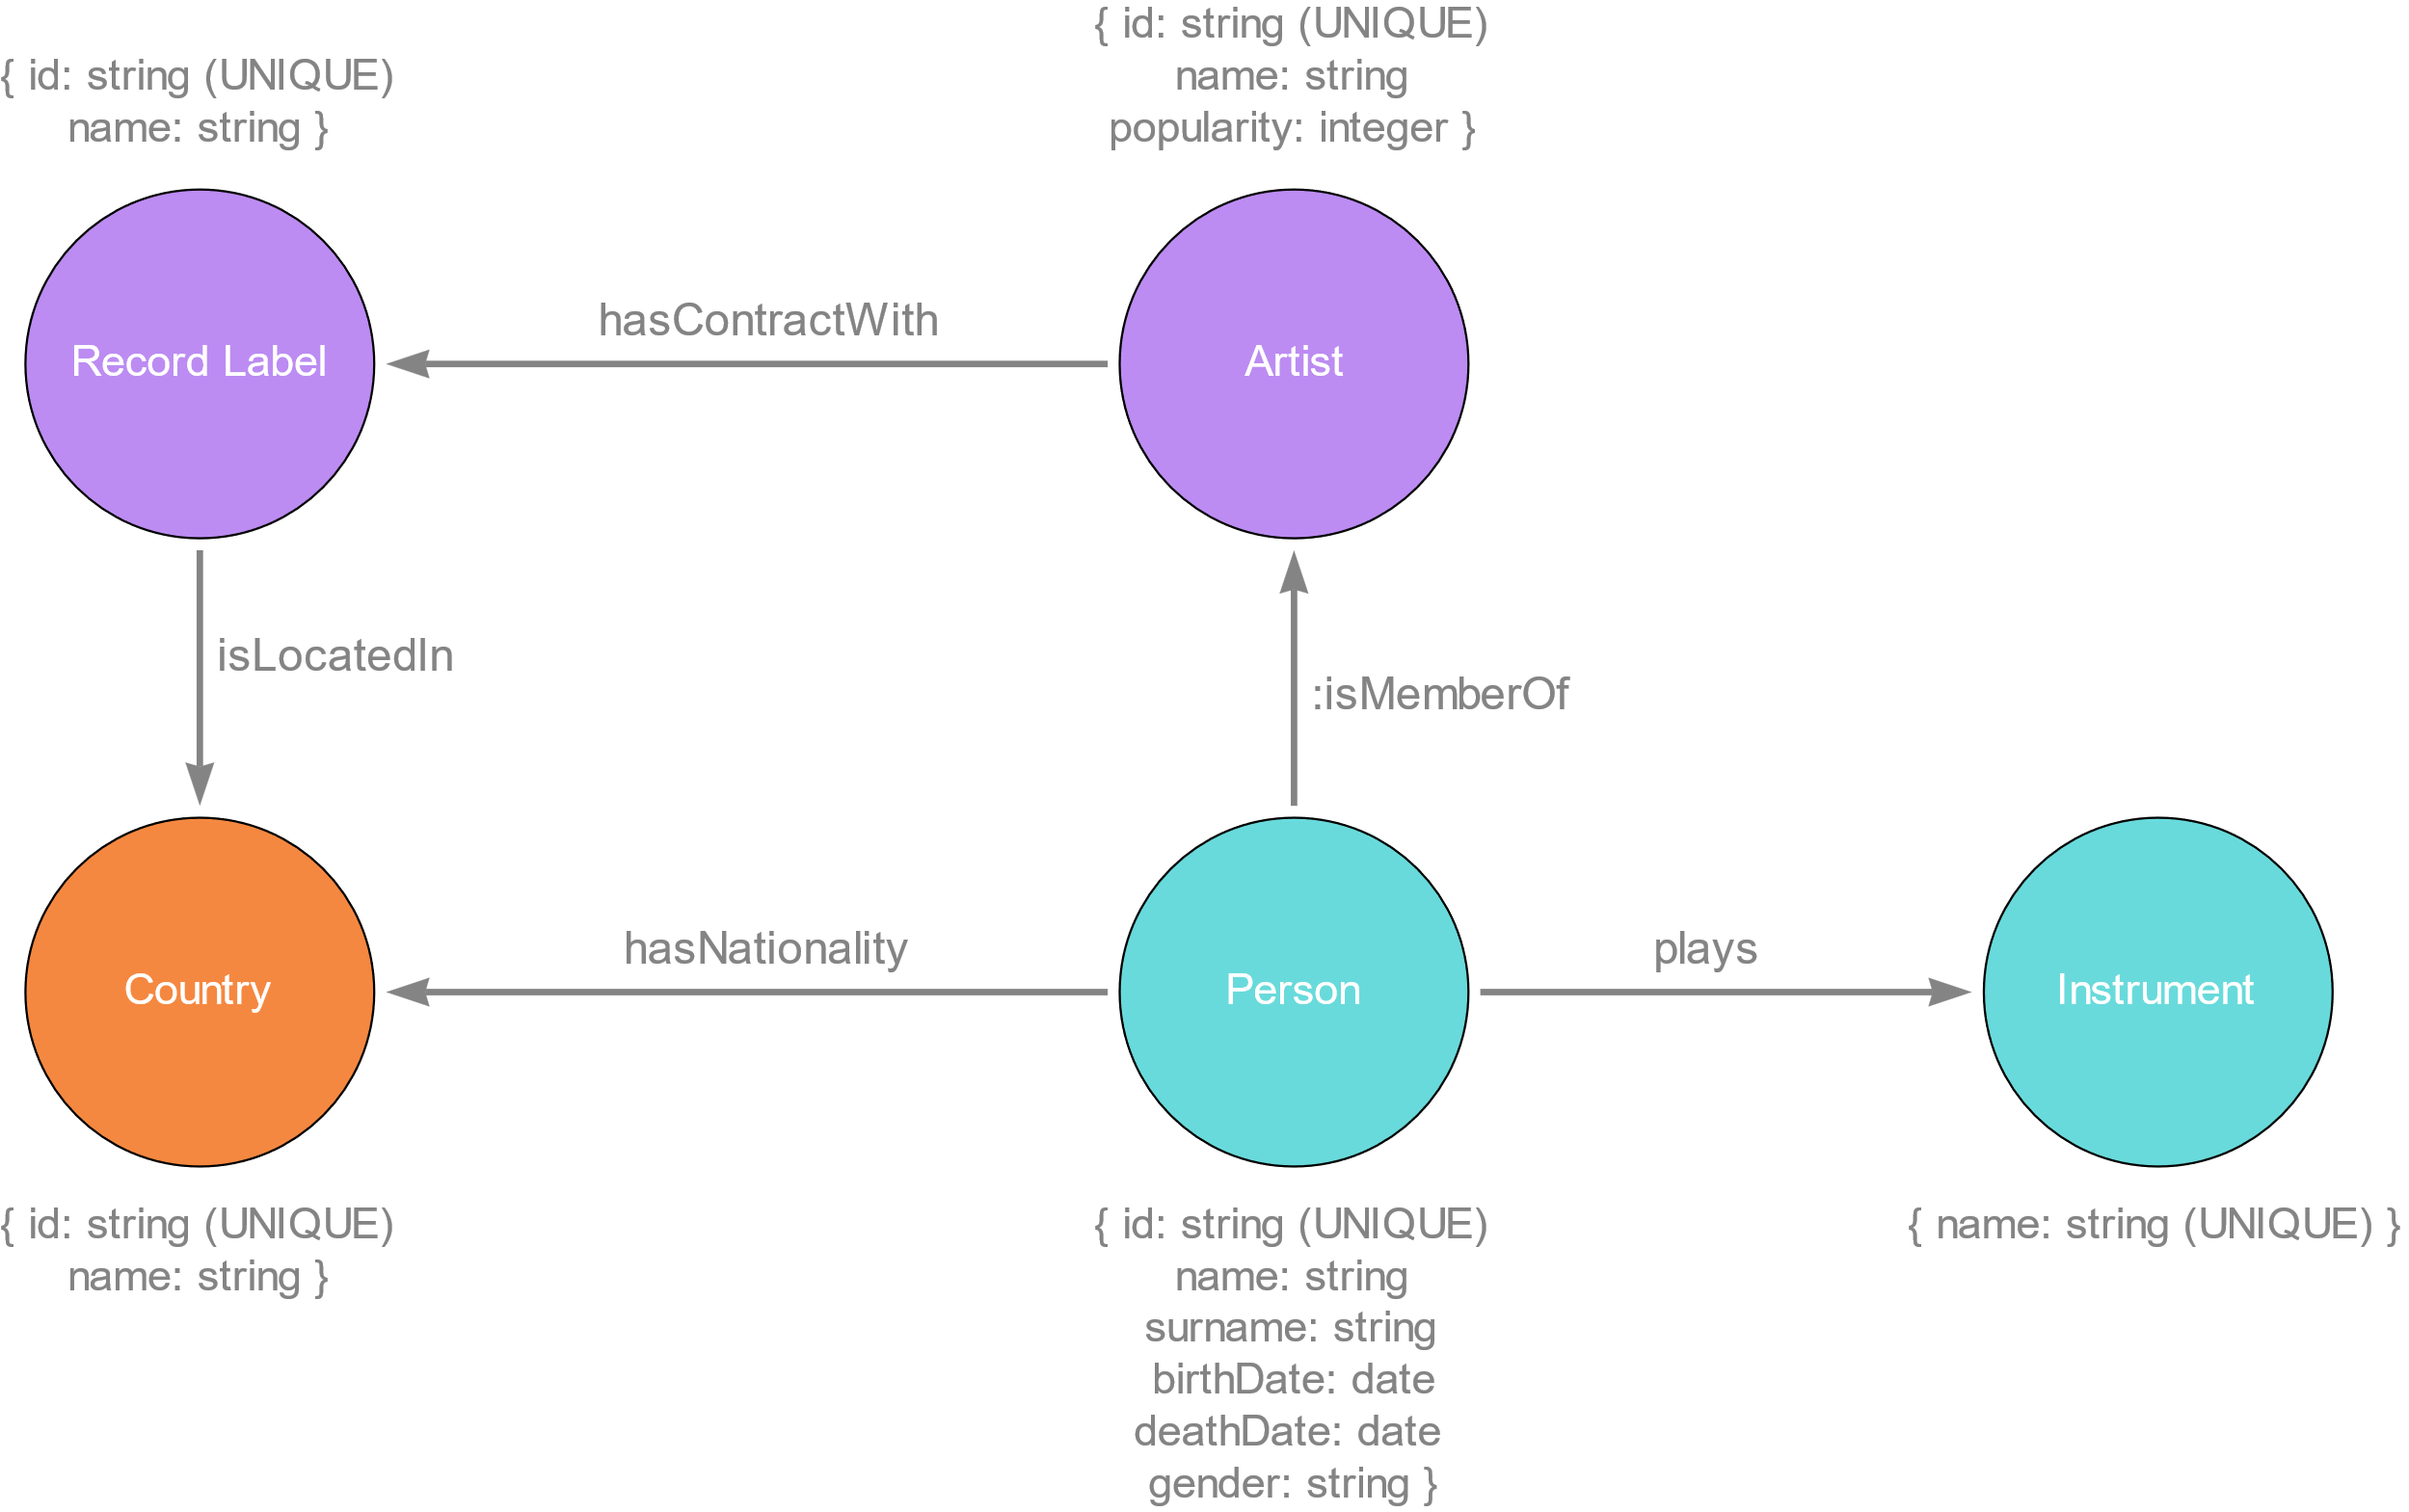 { id: string (UNIQUE)
name: string
popularity: integer }
{ id: string (UNIQUE)
name: string }
Record Label
hasContractWith
Artist
isLocatedIn
:isMemberOf
Country
hasNationality
Person
plays
Instrument
{ id: string (UNIQUE)
name: string }
{ id: string (UNIQUE)
name: string
surname: string
birthDate: date
deathDate: date
gender: string }
{ name: string (UNIQUE) }